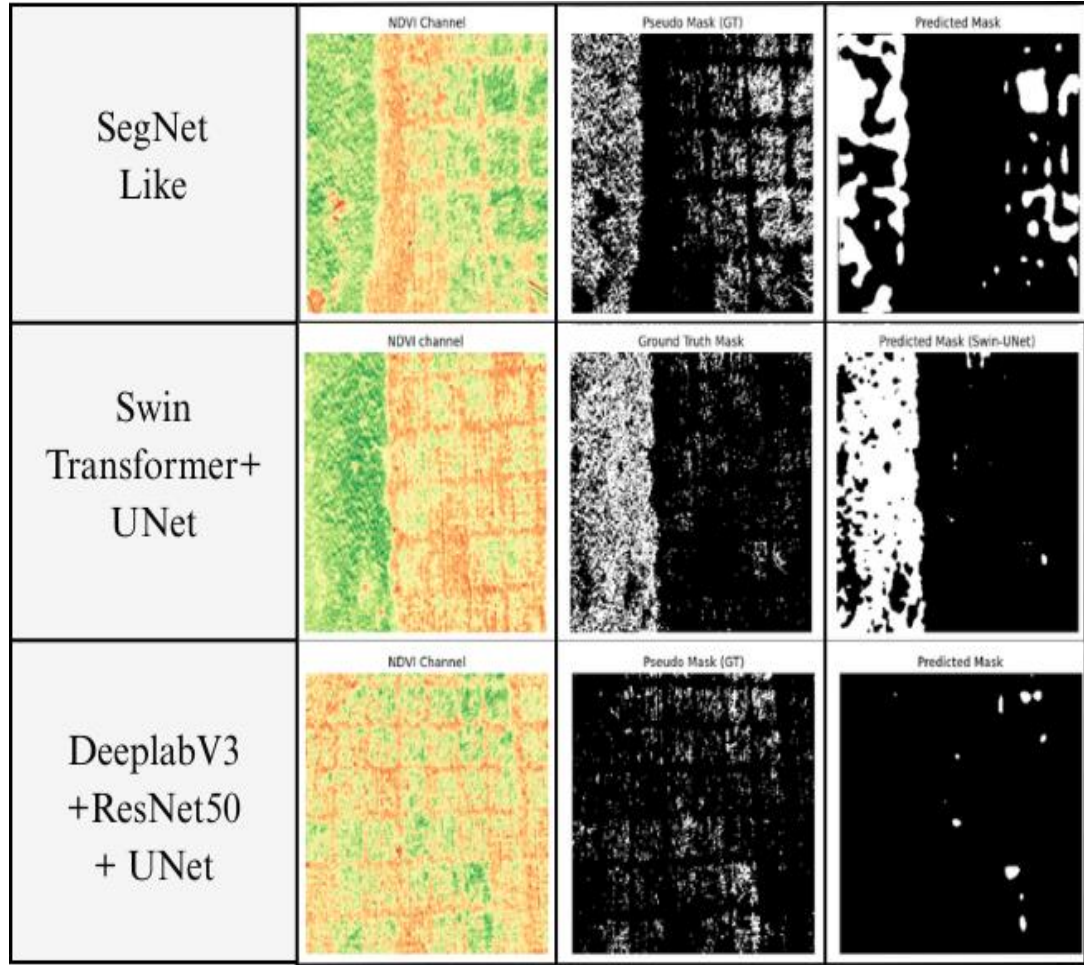 SegNet
Like
NDVI Channel
Pseudo Mask (GT)
Predicted Mask
Swin
Transformer+
UNet
NDVI channel
Ground Truth Mask
Predicted Mask (Swin-UNet)
DeeplabV3
+ResNet50
+ UNet
NDVI Channel
Pseudo Mask (GT)
Predicted Mask